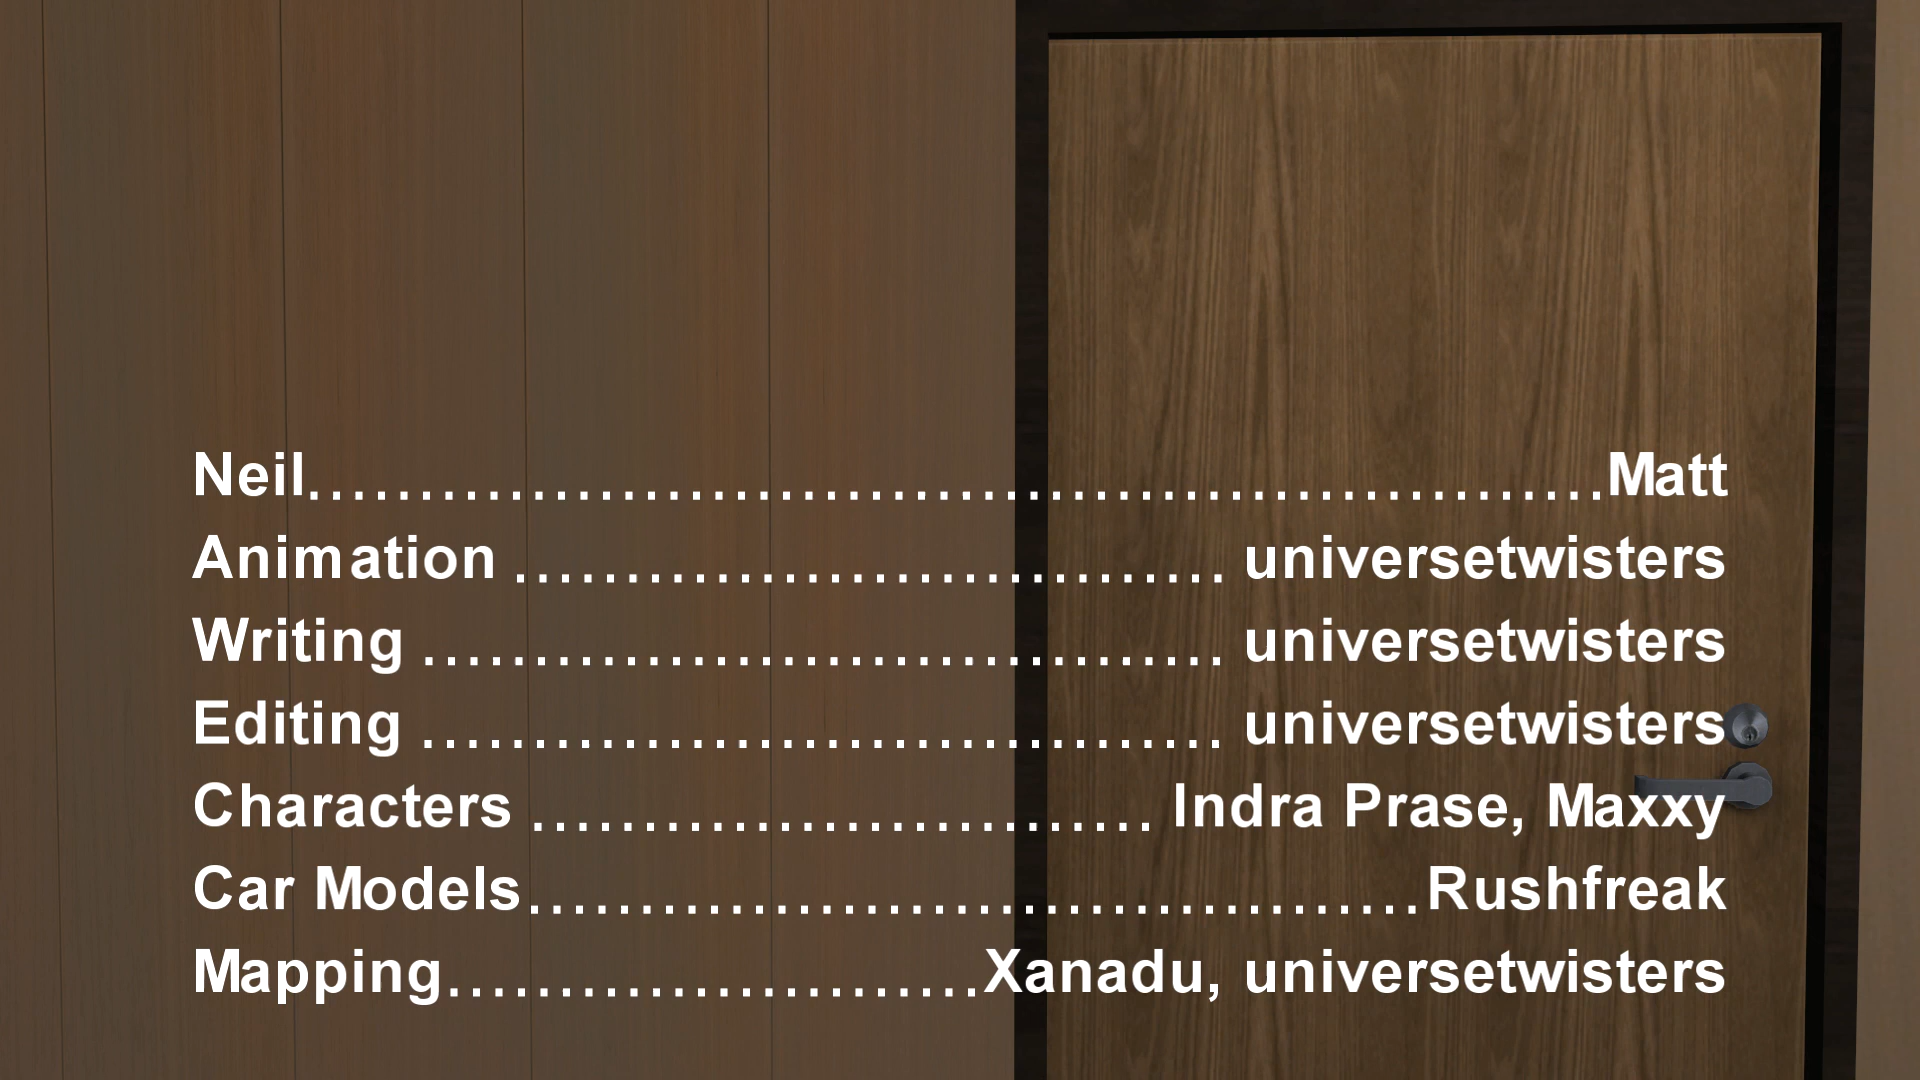 Neil..........................................................Matt
Animation ................................ universetwisters
Writing .................................... universetwisters
Editing .................................... universetwisters
Characters ............................ Indra Prase, Maxxy
Car Models........................................Rushfreak
Mapping........................Xanadu, universetwisters